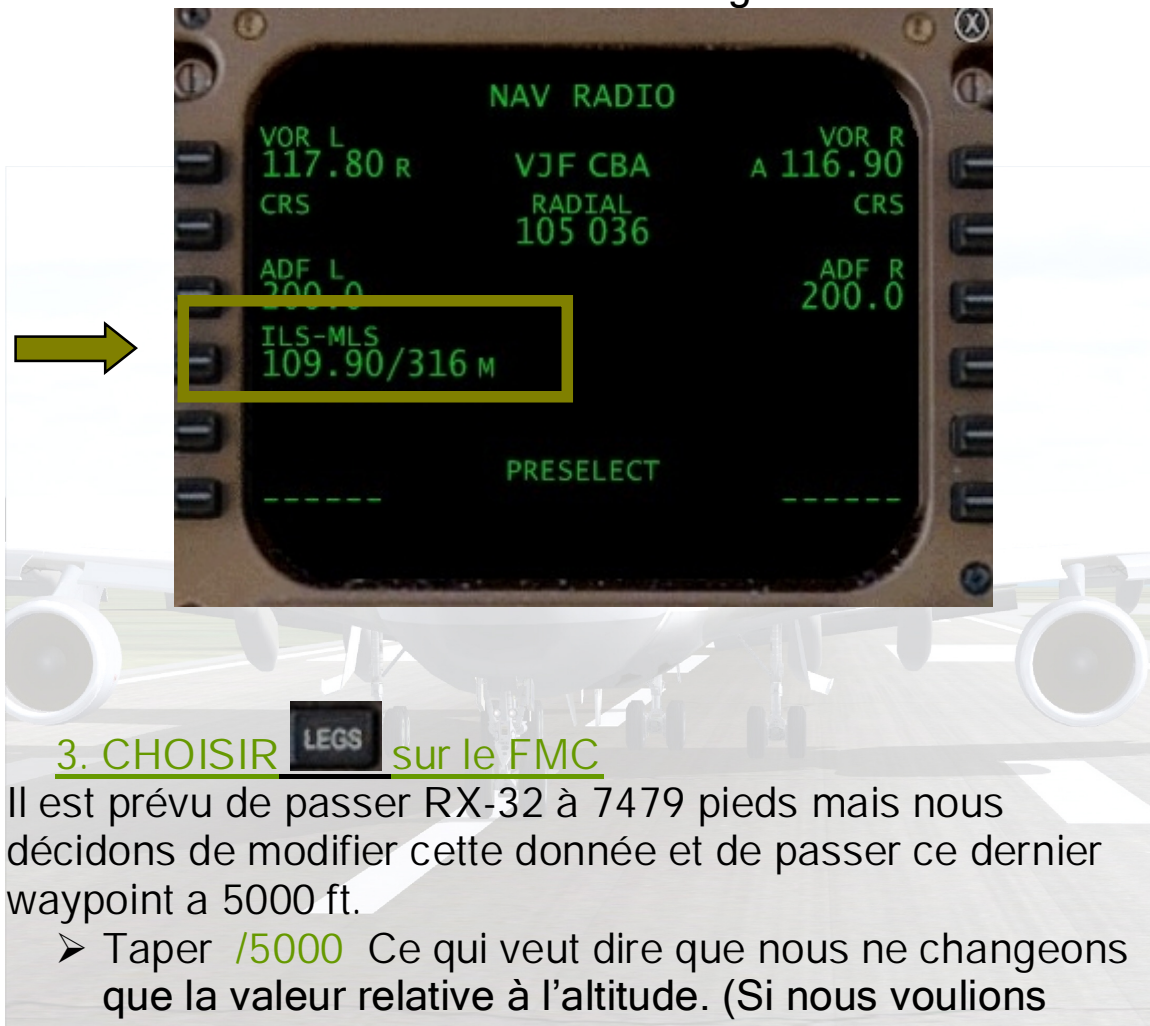 X
NAV RADIO
VOR L VOR R
117.80 R VJF CBA A 116.90
CRS RADIAL CRS
105 036
ADF L ADF R
200.0 200.0
ILS-MLS
109.90/316 M
PRESELECT
------ ------
3. CHOISIR LEGS sur le FMC
Il est prévu de passer RX-32 à 7479 pieds mais nous
décidons de modifier cette donnée et de passer ce dernier
waypoint a 5000 ft.
➢ Taper /5000 Ce qui veut dire que nous ne changeons
que la valeur relative à l’altitude. (Si nous voulions